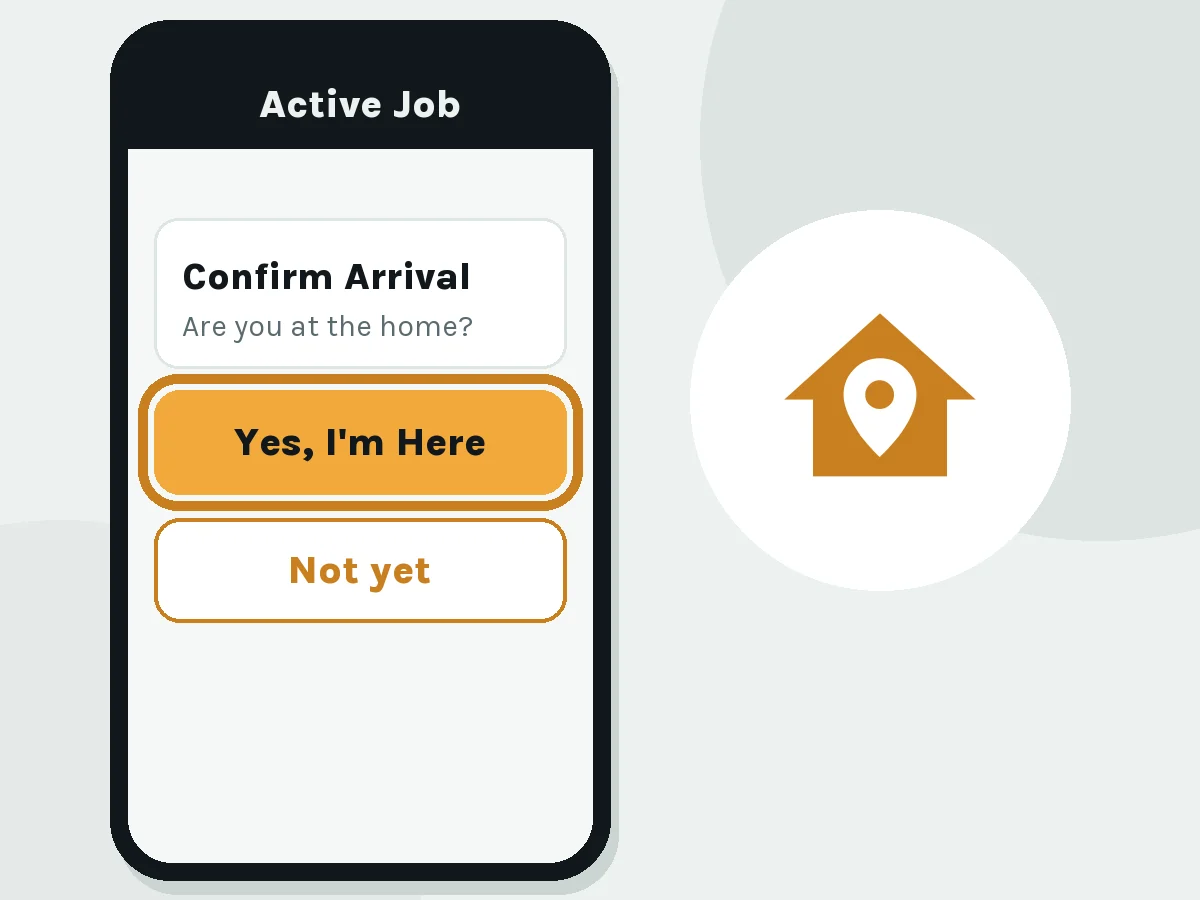 Active Job
Confirm Arrival
Are you at the home?
Yes, I'm Here
Not yet